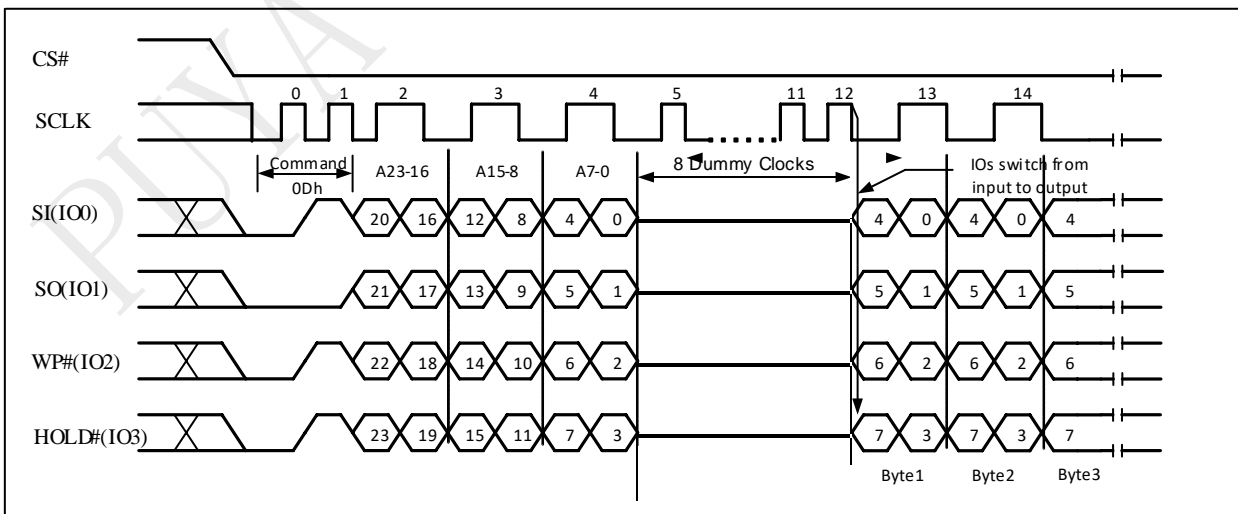 PUYA
CS#
SCLK
0 1 2 3 4 5 11 12 13 14
Command
0Dh
A23-16 A15-8 A7-0 8 Dummy Clocks
IOs switch from
input to output
SI(IO0) 20 16 12 8 4 0 4 0 4 0 4
SO(IO1) 21 17 13 9 5 1 5 1 5 1 5
WP#(IO2) 22 18 14 10 6 2 6 2 6 2 6
HOLD#(IO3) 23 19 15 11 7 3 7 3 7 3 7
Byte1 Byte2 Byte3